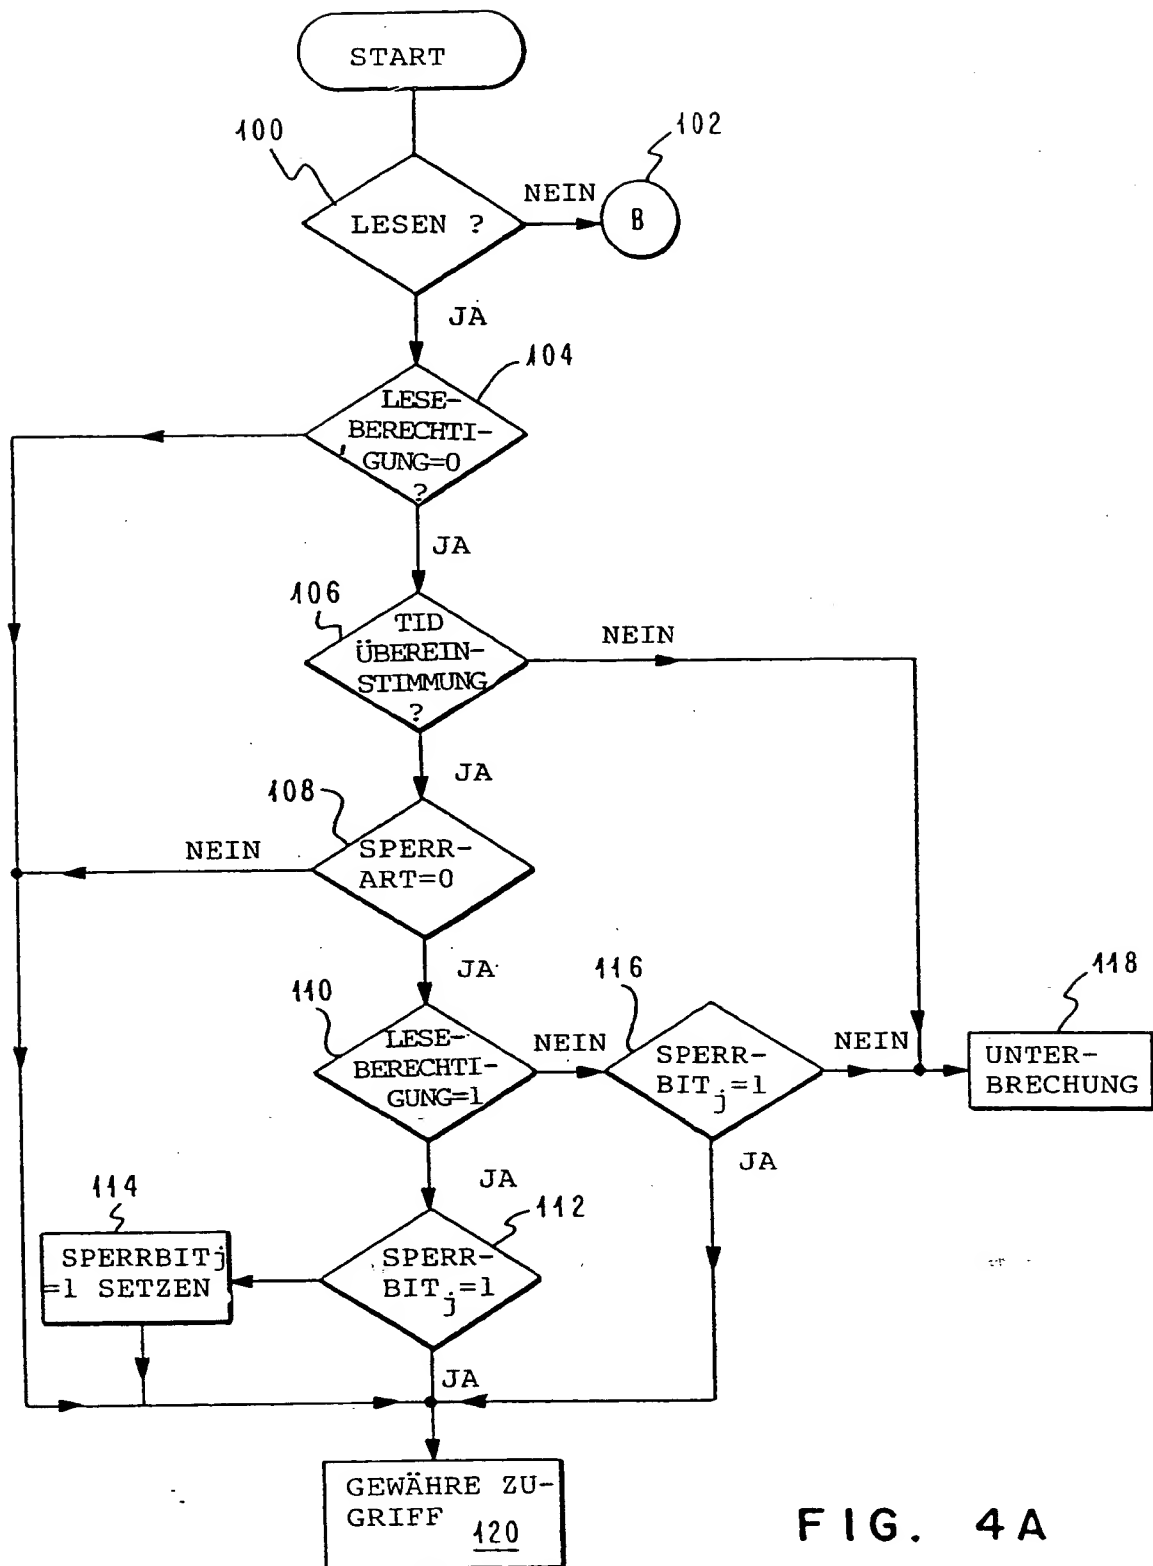 START
100
102
LESEN ?
NEIN
B
JA
104
LESE-
BERECHTI-
GUNG=0
?
JA
106
TID
ÜBEREIN-
STIMMUNG
?
NEIN
JA
108
SPERR-
ART=0
NEIN
JA
110
LESE-
BERECHTI-
GUNG=1
NEIN
116
SPERR-
BITj=1
NEIN
118
UNTER-
BRECHUNG
JA
JA
114
SPERRBITj
=1 SETZEN
112
SPERR-
BITj=1
JA
GEWÄHRE ZU-
GRIFF
120
FIG. 4A